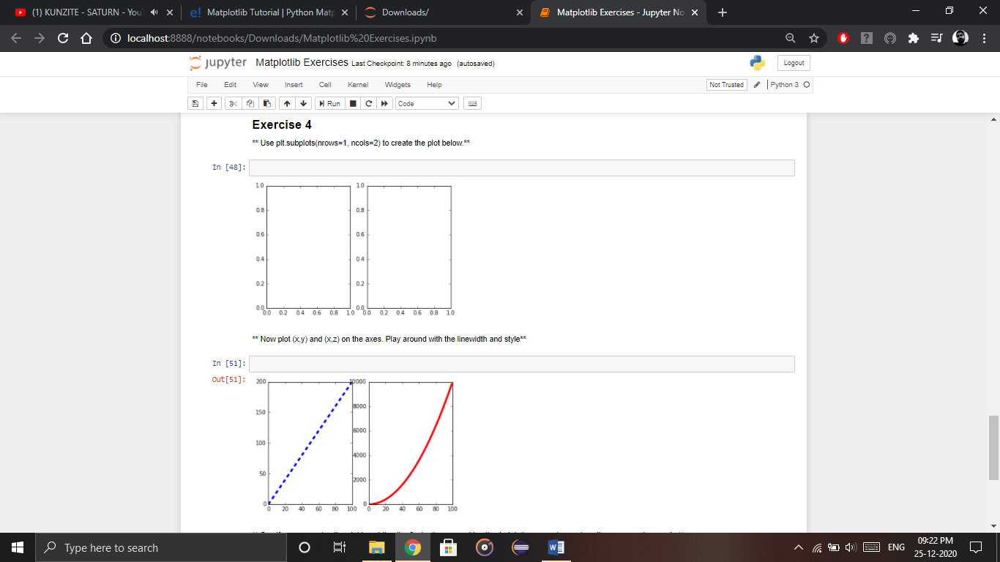 (1) KUNZITE - SATURN - You
Matplotlib Tutorial | Python Matp
Downloads/
Matplotlib Exercises - Jupyter No
localhost:8888/notebooks/Downloads/Matplotlib%20Exercises.ipynb
jupyter Matplotlib Exercises Last Checkpoint: 8 minutes ago (autosaved)
Logout
File Edit View Insert Cell Kernel Widgets Help
Not Trusted
Python 3
Run
Code
Exercise 4
** Use plt.subplots(nrows=1, ncols=2) to create the plot below.**
In [48]:
1.0 1.0
0.8 0.8
0.6 0.6
0.4 0.4
0.2 0.2
0.0 0.0
0.0 0.2 0.4 0.6 0.8 1.0 0.0 0.2 0.4 0.6 0.8 1.0
** Now plot (x,y) and (x,z) on the axes. Play around with the linewidth and style**
In [51]:
Out[51]:
200 10000
150 8000
100 6000
50 4000
0 2000
0
0 20 40 60 80 100 0 20 40 60 80 100
Type here to search
ENG
09:22 PM
25-12-2020